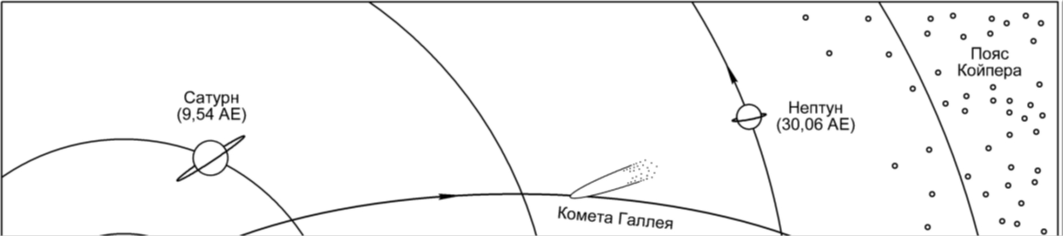 Сатурн
(9,54 АЕ)
Комета Галлея
Нептун
(30,06 АЕ)
Пояс
Койпера